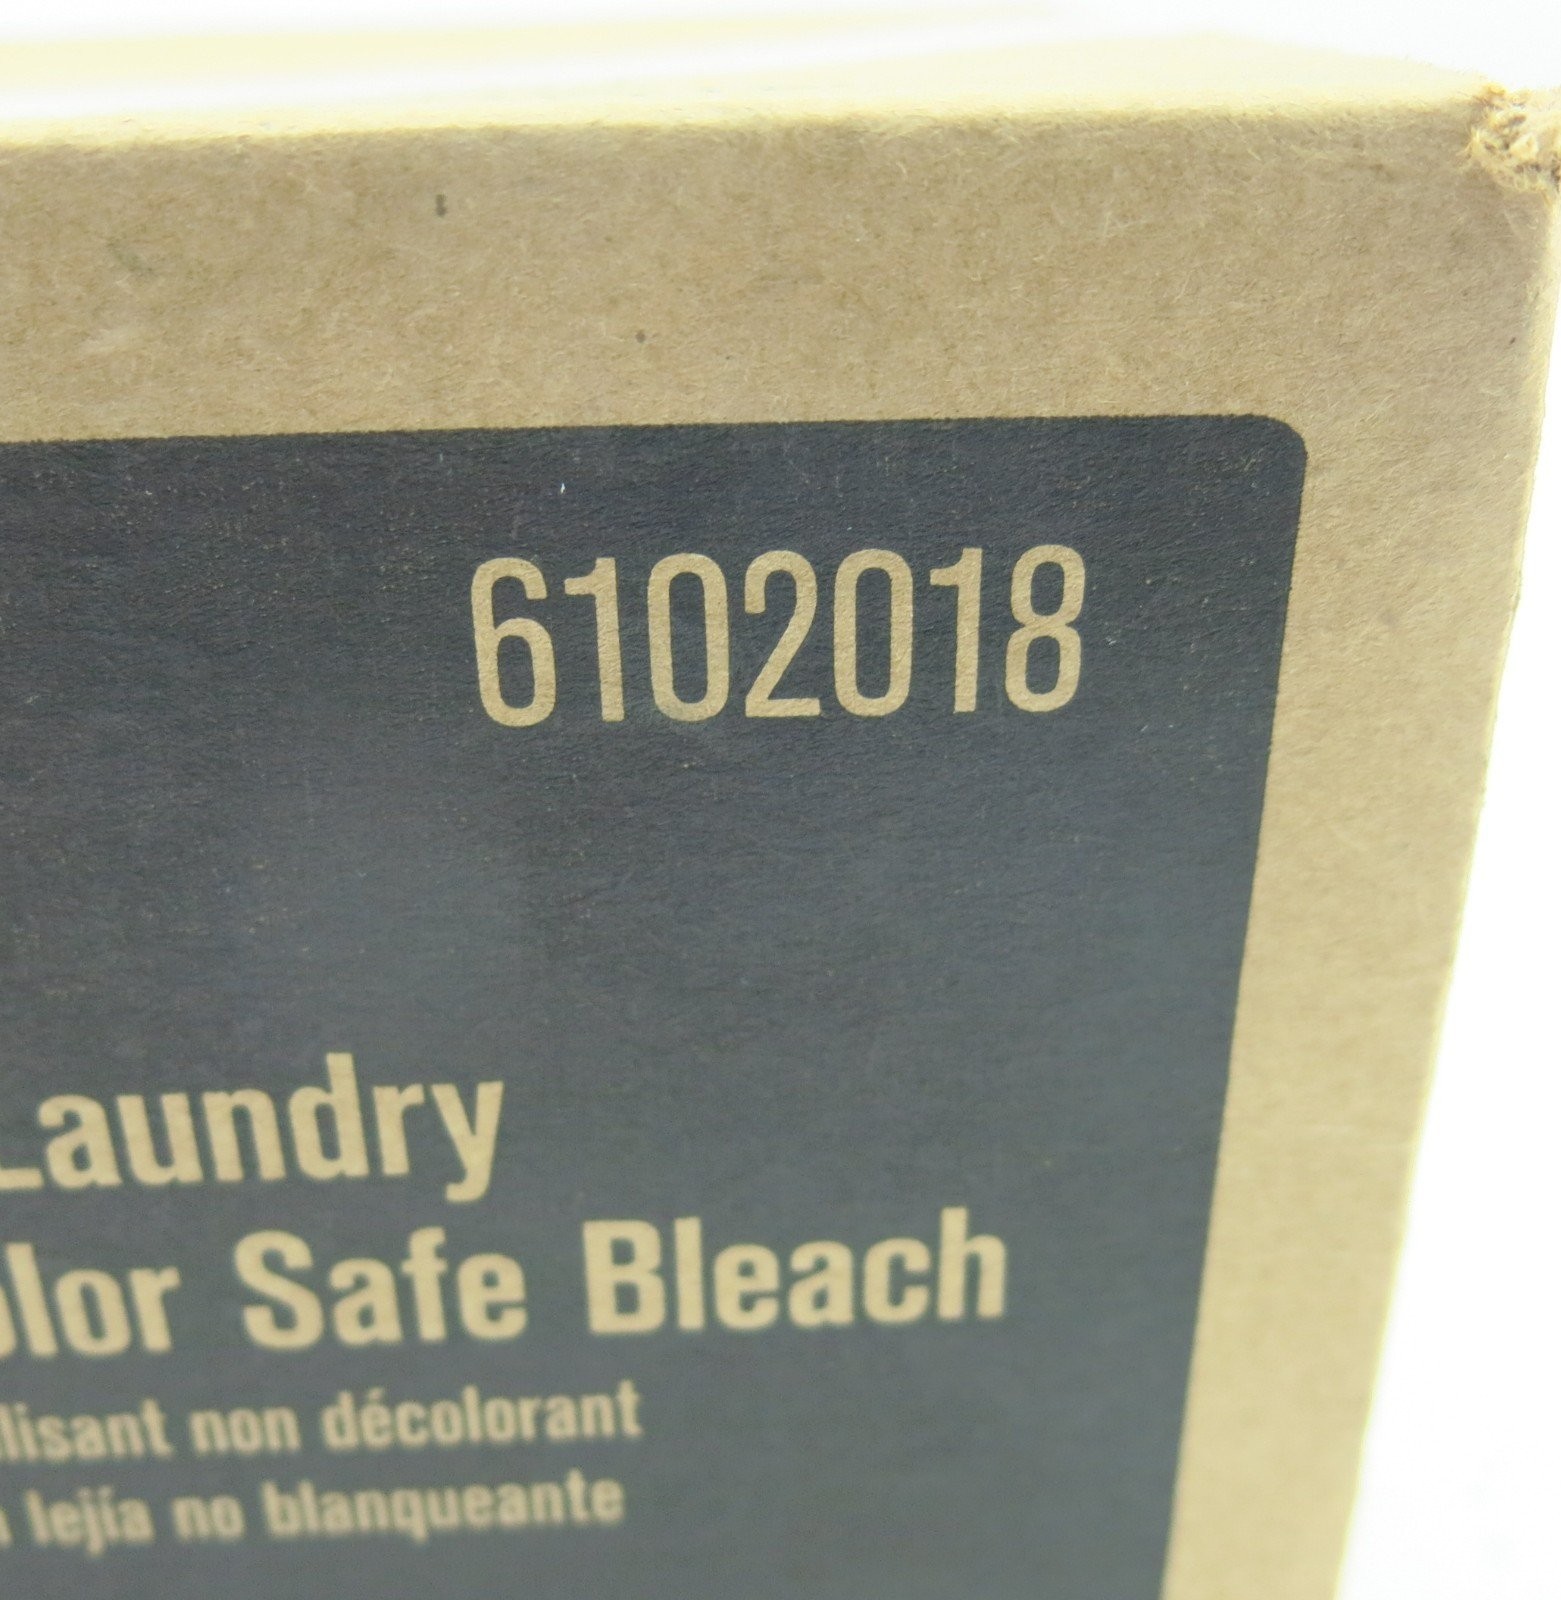 6102018
Laundry
olor Safe Bleach
lisant non décolorant
lejía no blanqueante